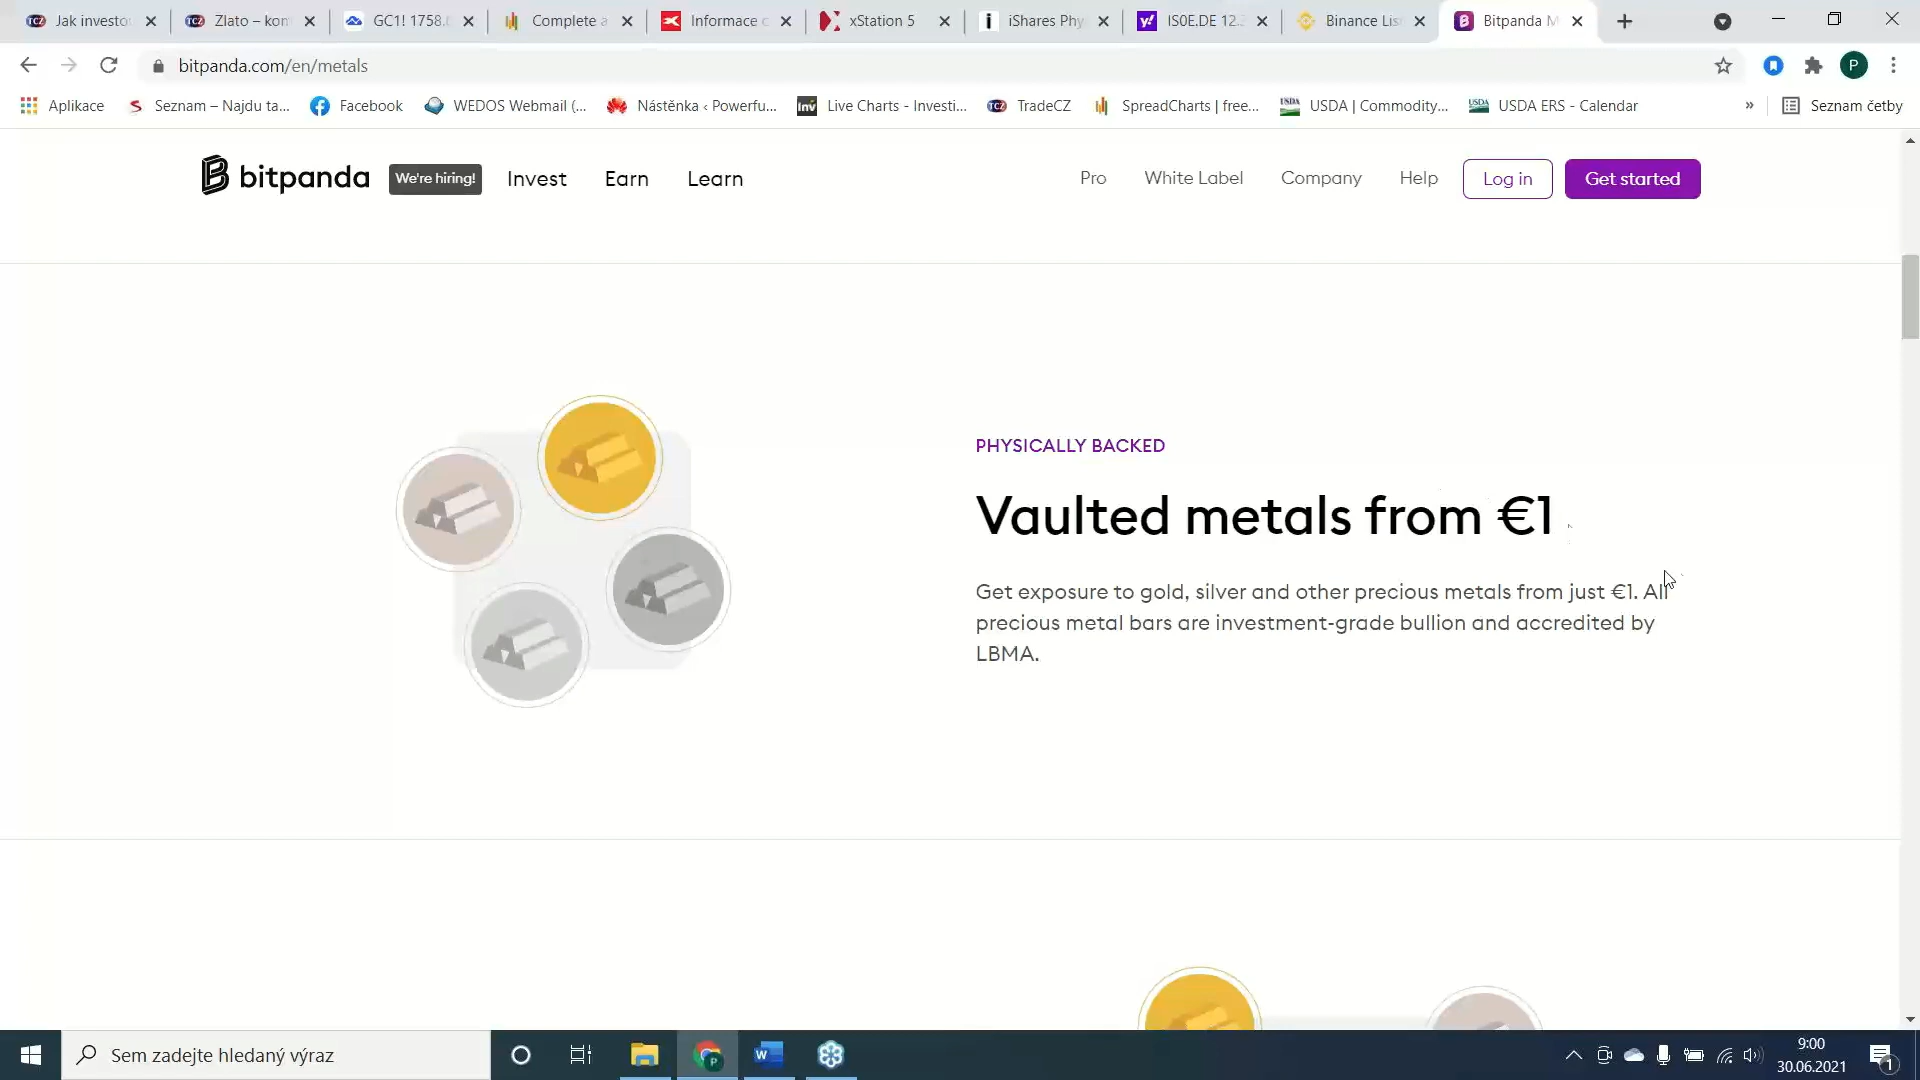 Jak investo
Zlato – kom
GC1! 1758.
Complete a
Informace
xStation 5
iShares Phy
IS0E.DE 12.
Binance Lis
Bitpanda M
bitpanda.com/en/metals
P
Aplikace
Seznam – Najdu ta...
Facebook
WEDOS Webmail (...
Nástěnka ‹ Powerfu...
Live Charts - Investi...
TradeCZ
SpreadCharts | free...
USDA | Commodity...
USDA ERS - Calendar
»
Seznam četby
bitpanda
We're hiring!
Invest
Earn
Learn
Pro
White Label
Company
Help
Log in
Get started
PHYSICALLY BACKED
Vaulted metals from €1
Get exposure to gold, silver and other precious metals from just €1. All
precious metal bars are investment-grade bullion and accredited by
LBMA.
Sem zadejte hledaný výraz
9:00
30.06.2021
1